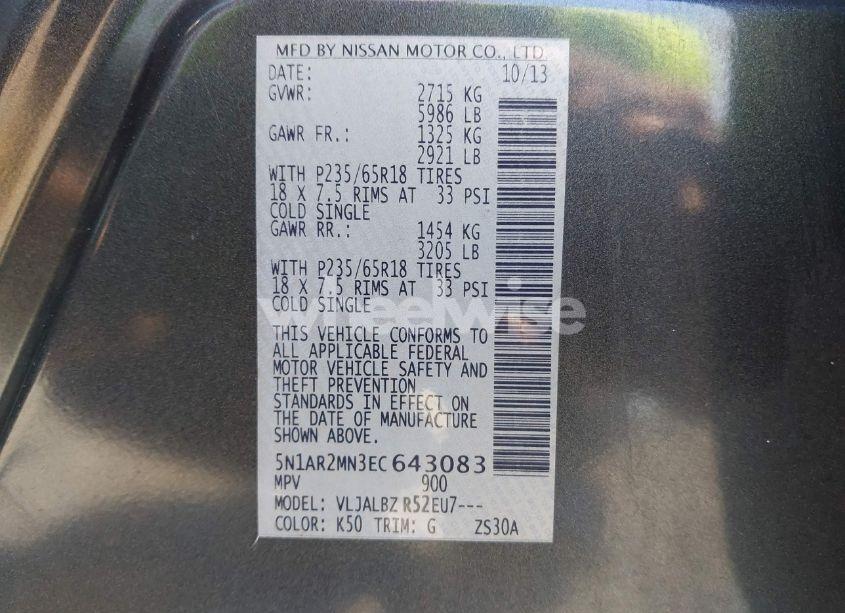 MFD BY NISSAN MOTOR CO., LTD.
DATE: 10/13
GVWR: 2715 KG
5986 LB
GAWR FR.: 1325 KG
2921 LB
WITH P235/65R18 TIRES
18 X 7.5 RIMS AT 33 PSI
COLD SINGLE
GAWR RR.: 1454 KG
3205 LB
WITH P235/65R18 TIRES
18 X 7.5 RIMS AT 33 PSI
COLD SINGLE
wheelwise
THIS VEHICLE CONFORMS TO
ALL APPLICABLE FEDERAL
MOTOR VEHICLE SAFETY AND
THEFT PREVENTION
STANDARDS IN EFFECT ON
THE DATE OF MANUFACTURE
SHOWN ABOVE.
5N1AR2MN3EC643083
MPV 900
MODEL: VLJALBZ R52EU7---
COLOR: K50 TRIM: G ZS30A